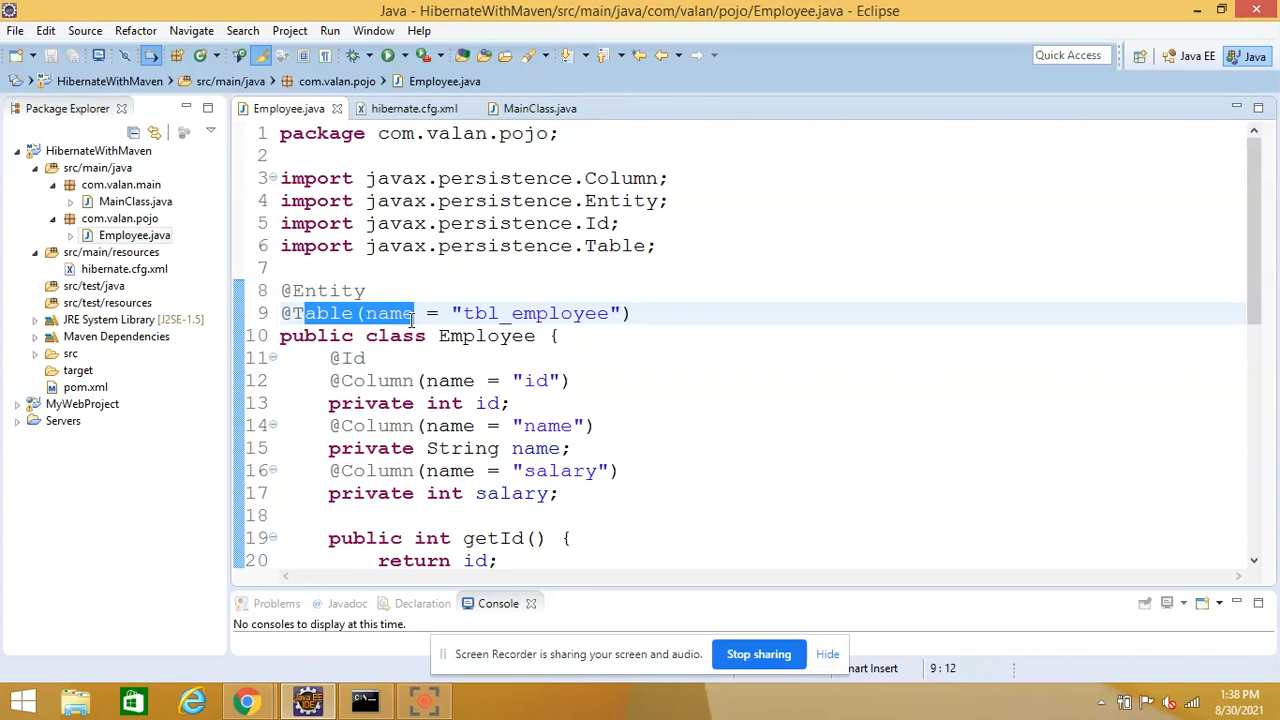 Java - HibernateWithMaven/src/main/java/com/valan/pojo/Employee.java - Eclipse
File Edit Source Refactor Navigate Search Project Run Window Help
Quick Access
Java EE
Java
HibernateWithMaven
src/main/java
com.valan.pojo
Employee.java
Package Explorer
HibernateWithMaven
src/main/java
com.valan.main
MainClass.java
com.valan.pojo
Employee.java
src/main/resources
hibernate.cfg.xml
src/test/java
src/test/resources
JRE System Library [J2SE-1.5]
Maven Dependencies
src
target
pom.xml
MyWebProject
Servers
Employee.java
hibernate.cfg.xml
MainClass.java
1 package com.valan.pojo;
2
3 import javax.persistence.Column;
4 import javax.persistence.Entity;
5 import javax.persistence.Id;
6 import javax.persistence.Table;
7
8 @Entity
9 @Table(name = "tbl_employee")
10 public class Employee {
11 @Id
12 @Column(name = "id")
13 private int id;
14 @Column(name = "name")
15 private String name;
16 @Column(name = "salary")
17 private int salary;
18
19 public int getId() {
20 return id;
Problems
Javadoc
Declaration
Console
No consoles to display at this time.
Screen Recorder is sharing your screen and audio.
Stop sharing
Hide
mart Insert
9 : 12
Java EE
IDE
1:38 PM
8/30/2021